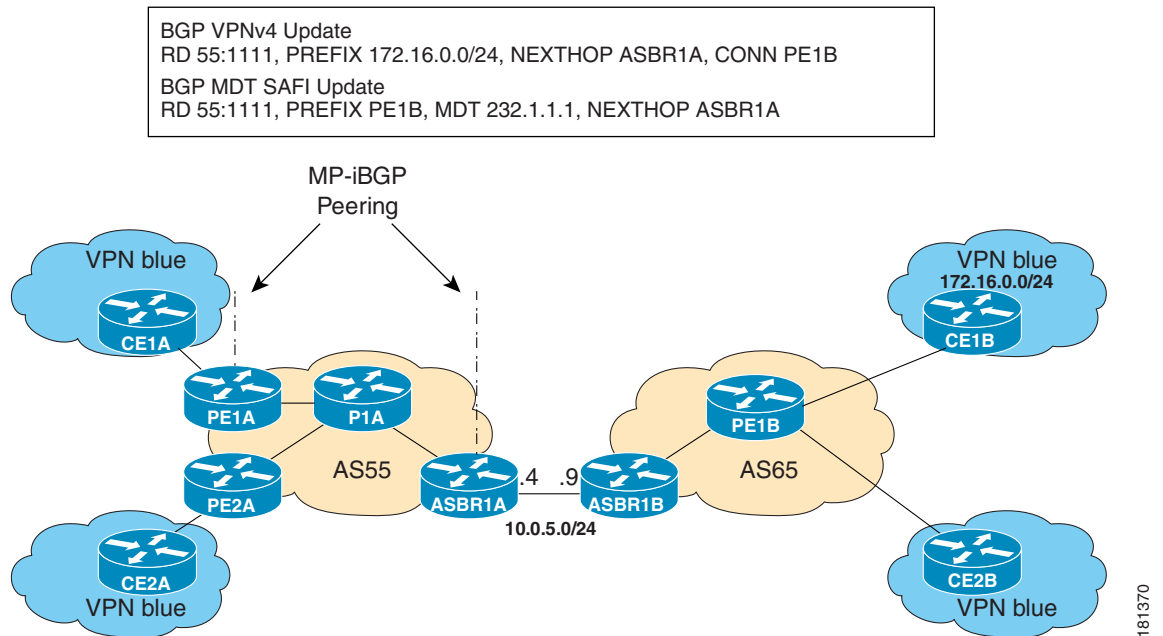 BGP VPNv4 Update
RD 55:1111, PREFIX 172.16.0.0/24, NEXTHOP ASBR1A, CONN PE1B
BGP MDT SAFI Update
RD 55:1111, PREFIX PE1B, MDT 232.1.1.1, NEXTHOP ASBR1A
MP-iBGP
Peering
VPN blue
VPN blue
172.16.0.0/24
CE1A
CE1B
PE1A
P1A
PE1B
AS55
AS65
PE2A
ASBR1A
.4
.9
ASBR1B
10.0.5.0/24
CE2A
CE2B
VPN blue
VPN blue
181370